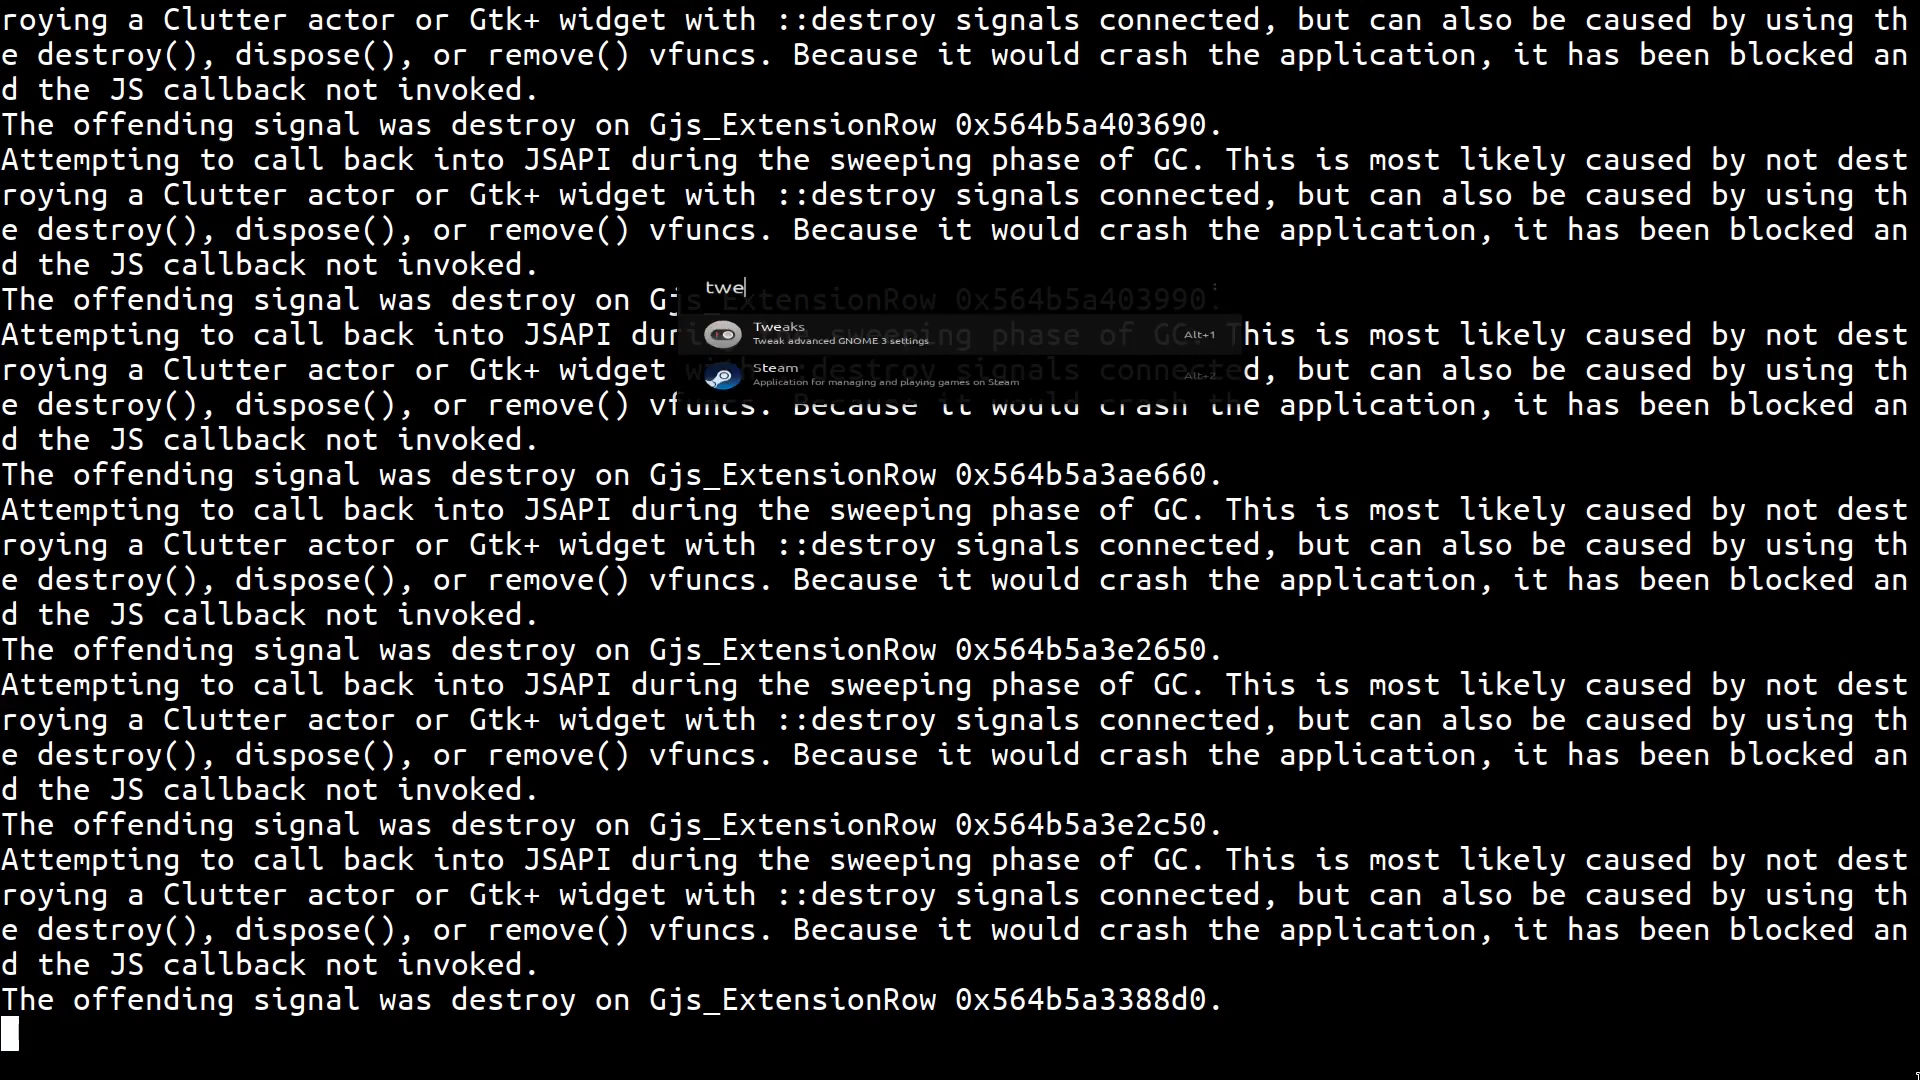 roying a Clutter actor or Gtk+ widget with ::destroy signals connected, but can also be caused by using th
e destroy(), dispose(), or remove() vfuncs. Because it would crash the application, it has been blocked an
d the JS callback not invoked.
The offending signal was destroy on Gjs_ExtensionRow 0x564b5a403690.
Attempting to call back into JSAPI during the sweeping phase of GC. This is most likely caused by not dest
roying a Clutter actor or Gtk+ widget with ::destroy signals connected, but can also be caused by using th
e destroy(), dispose(), or remove() vfuncs. Because it would crash the application, it has been blocked an
d the JS callback not invoked.
The offending signal was destroy on Gjs_ExtensionRow 0x564b5a403990.
twe
Attempting to call back into JSAPI during the sweeping phase of GC. This is most likely caused by not dest
Tweaks
Tweak advanced GNOME 3 settings
Alt+1
roying a Clutter actor or Gtk+ widget with ::destroy signals connected, but can also be caused by using th
Steam
Application for managing and playing games on Steam
Alt+2
e destroy(), dispose(), or remove() vfuncs. Because it would crash the application, it has been blocked an
d the JS callback not invoked.
The offending signal was destroy on Gjs_ExtensionRow 0x564b5a3ae660.
Attempting to call back into JSAPI during the sweeping phase of GC. This is most likely caused by not dest
roying a Clutter actor or Gtk+ widget with ::destroy signals connected, but can also be caused by using th
e destroy(), dispose(), or remove() vfuncs. Because it would crash the application, it has been blocked an
d the JS callback not invoked.
The offending signal was destroy on Gjs_ExtensionRow 0x564b5a3e2650.
Attempting to call back into JSAPI during the sweeping phase of GC. This is most likely caused by not dest
roying a Clutter actor or Gtk+ widget with ::destroy signals connected, but can also be caused by using th
e destroy(), dispose(), or remove() vfuncs. Because it would crash the application, it has been blocked an
d the JS callback not invoked.
The offending signal was destroy on Gjs_ExtensionRow 0x564b5a3e2c50.
Attempting to call back into JSAPI during the sweeping phase of GC. This is most likely caused by not dest
roying a Clutter actor or Gtk+ widget with ::destroy signals connected, but can also be caused by using th
e destroy(), dispose(), or remove() vfuncs. Because it would crash the application, it has been blocked an
d the JS callback not invoked.
The offending signal was destroy on Gjs_ExtensionRow 0x564b5a3388d0.